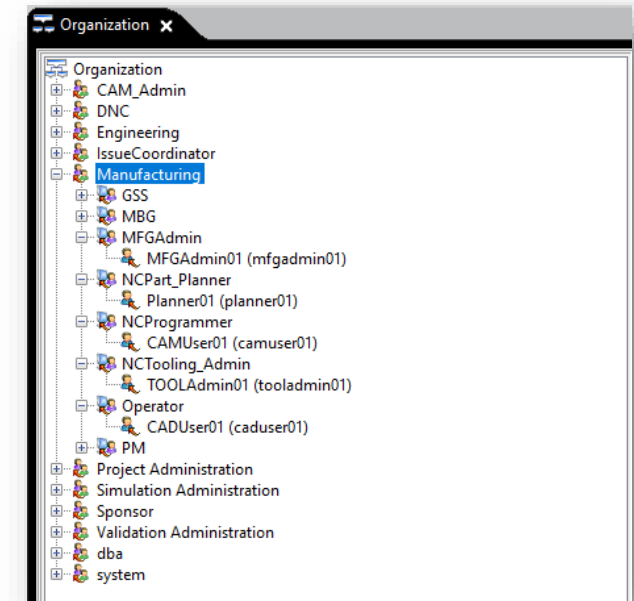 Organization
Organization
CAM_Admin
DNC
Engineering
IssueCoordinator
Manufacturing
GSS
MBG
MFGAdmin
MFGAdmin01 (mfgadmin01)
NCPart_Planner
Planner01 (planner01)
NCProgrammer
CAMUser01 (camuser01)
NCTooling_Admin
TOOLAdmin01 (tooladmin01)
Operator
CADUser01 (caduser01)
PM
Project Administration
Simulation Administration
Sponsor
Validation Administration
dba
system